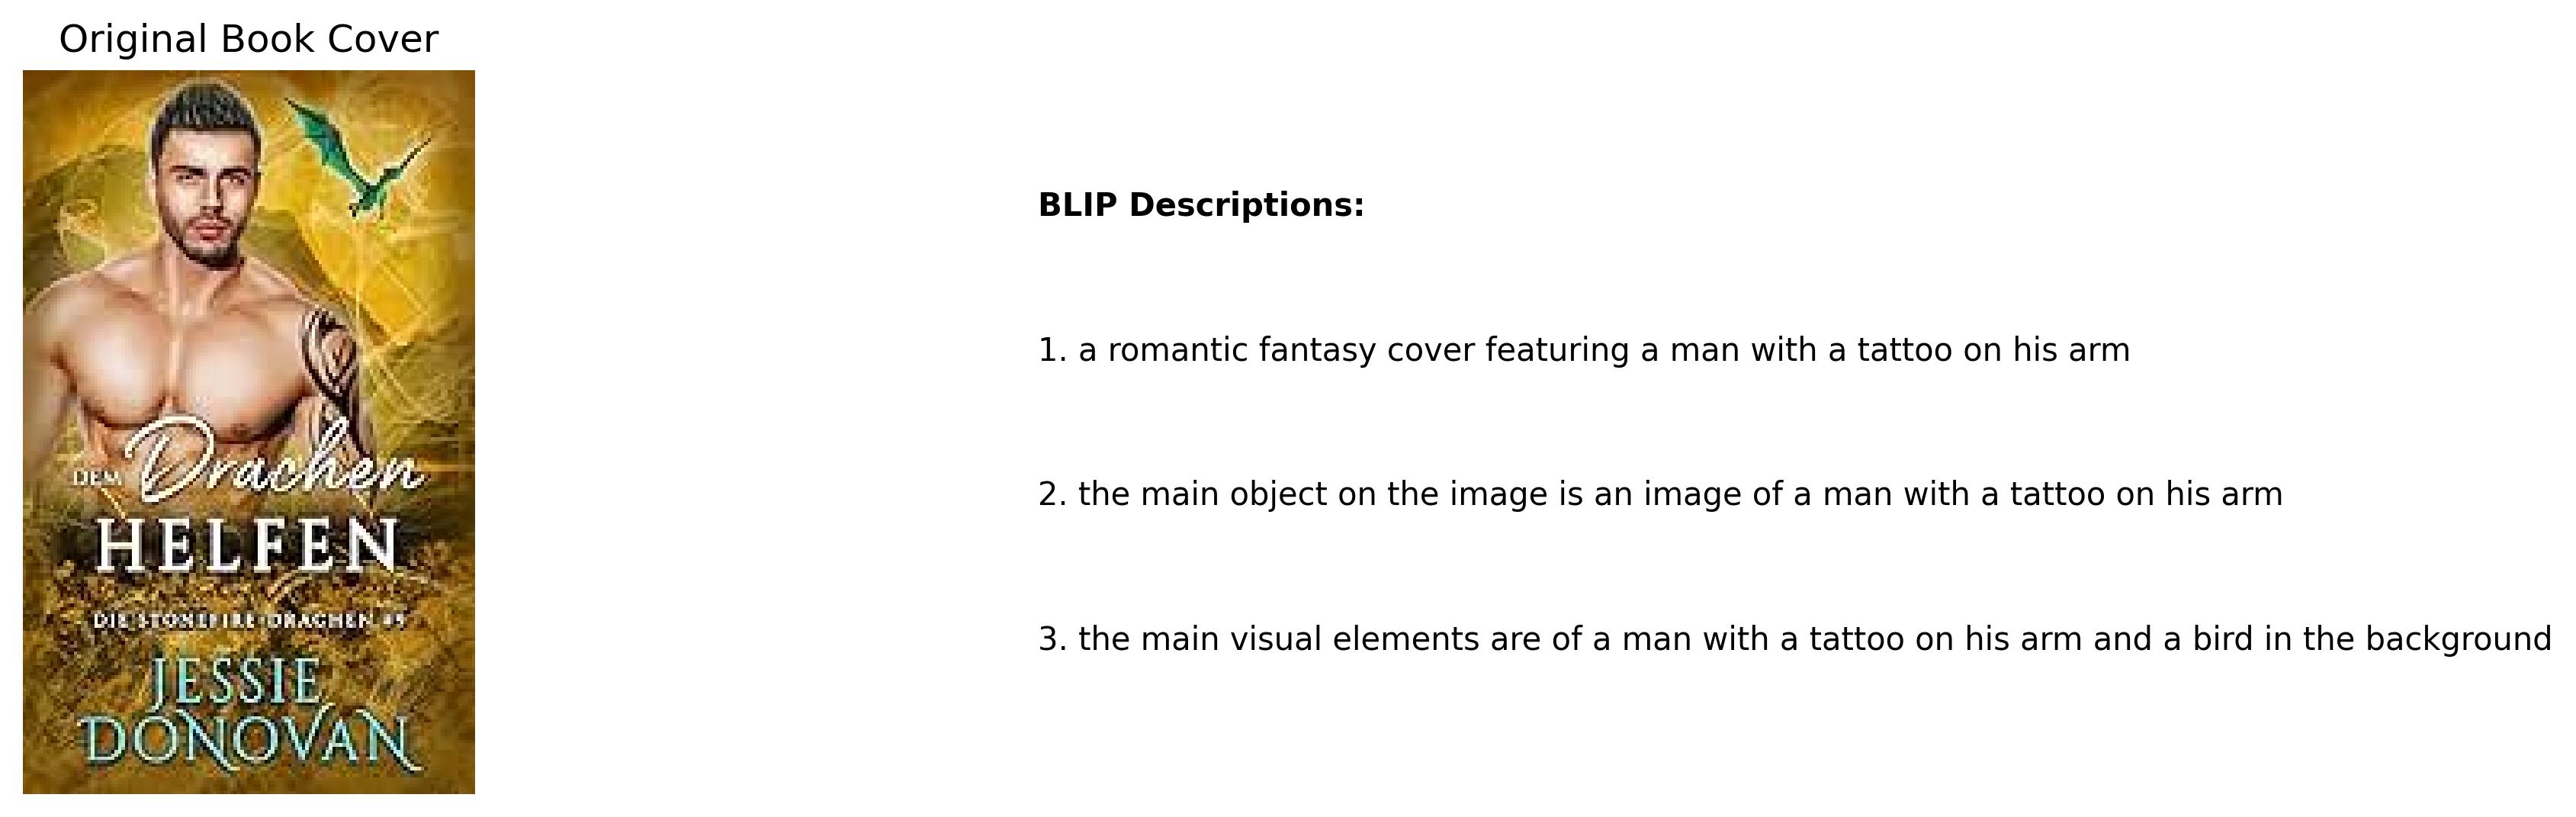 Original Book Cover
DEM Drachen
HELFEN
DIE STONEFIRE-DRACHEN #9
JESSIE
DONOVAN
BLIP Descriptions:
1. a romantic fantasy cover featuring a man with a tattoo on his arm
2. the main object on the image is an image of a man with a tattoo on his arm
3. the main visual elements are of a man with a tattoo on his arm and a bird in the background